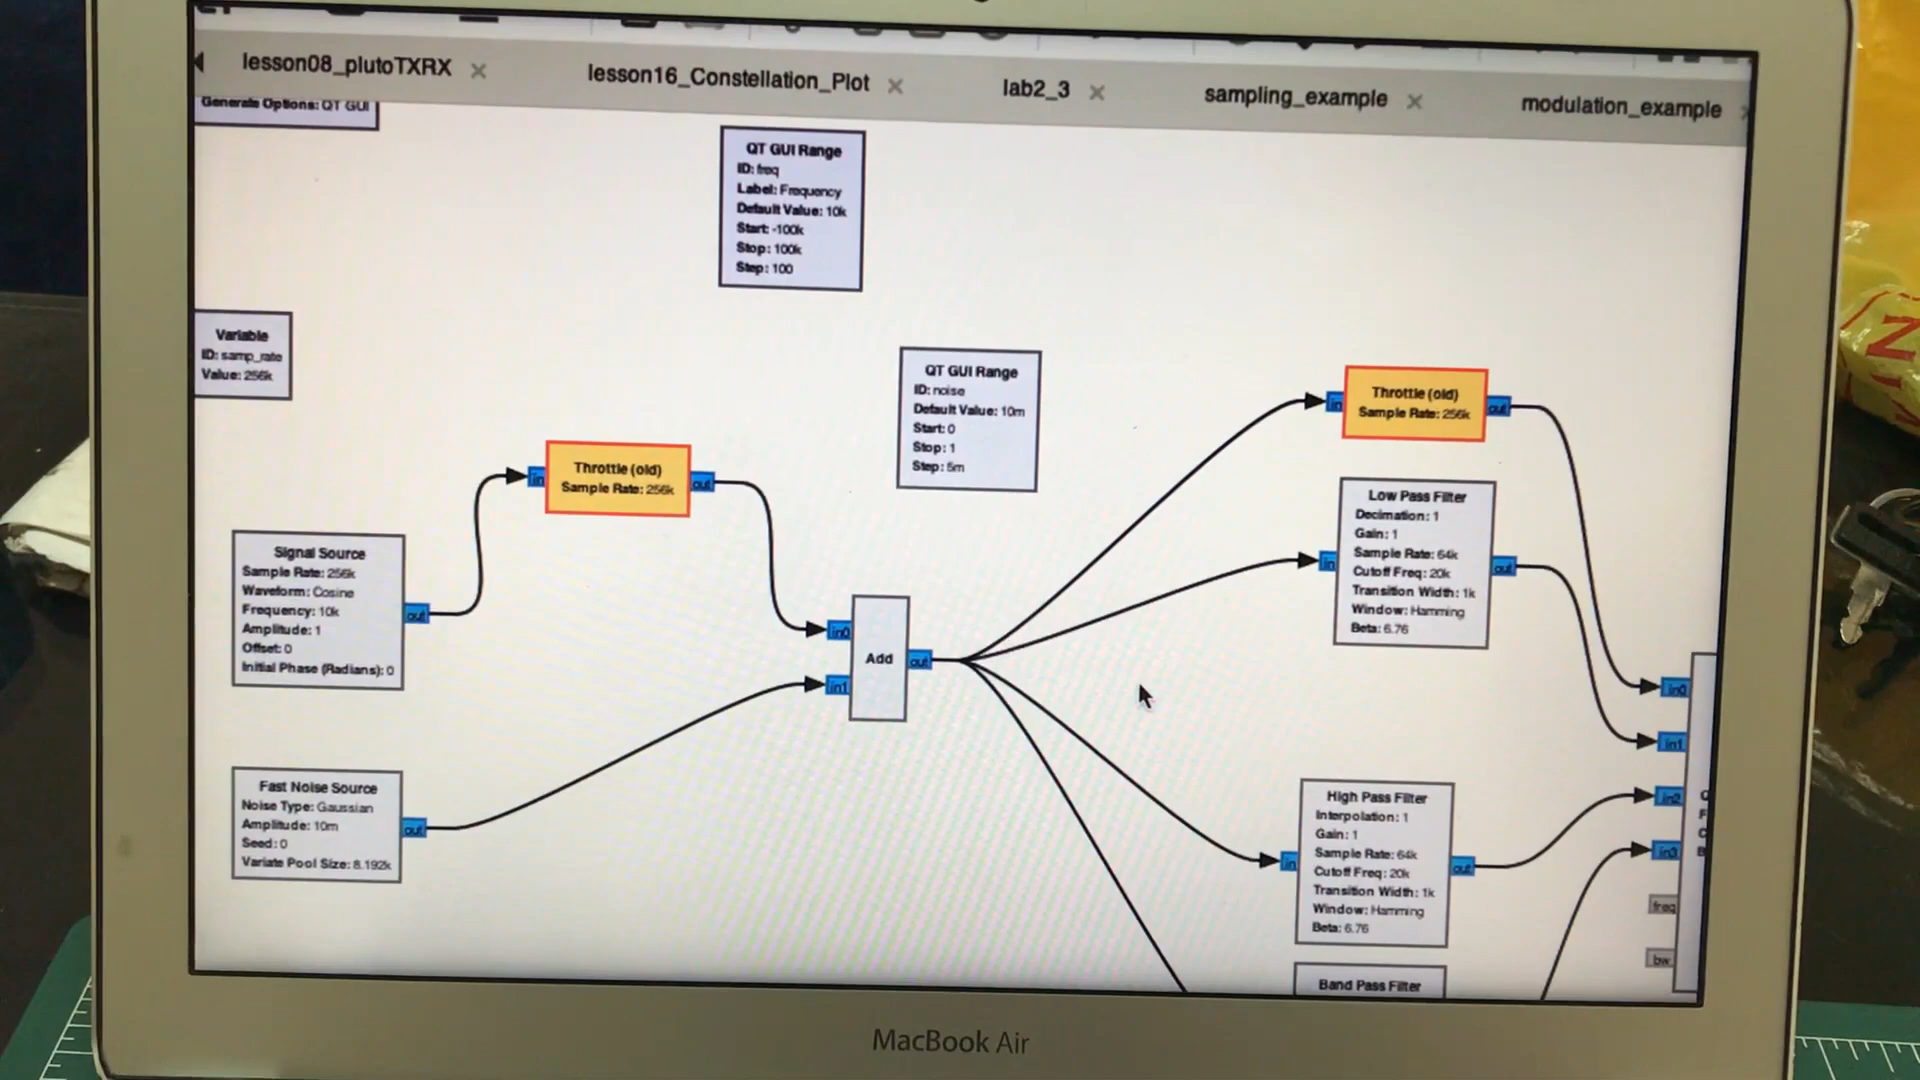 lesson08_plutoTXRX
lesson16_Constellation_Plot
lab2_3
sampling_example
modulation_example
Generate Options: QT GUI
QT GUI Range
ID: freq
Label: Frequency
Default Value: 10k
Start: -100k
Stop: 100k
Step: 100
Variable
ID: samp_rate
Value: 256k
QT GUI Range
ID: noise
Default Value: 10m
Start: 0
Stop: 1
Step: 5m
in
Throttle (old)
Sample Rate: 256k
out
in
Throttle (old)
Sample Rate: 256k
out
Signal Source
Sample Rate: 256k
Waveform: Cosine
Frequency: 10k
Amplitude: 1
Offset: 0
Initial Phase (Radians): 0
out
in
Low Pass Filter
Decimation: 1
Gain: 1
Sample Rate: 64k
Cutoff Freq: 20k
Transition Width: 1k
Window: Hamming
Beta: 6.76
out
in0
in1
Add
out
Fast Noise Source
Noise Type: Gaussian
Amplitude: 10m
Seed: 0
Variate Pool Size: 8.192k
out
in
High Pass Filter
Interpolation: 1
Gain: 1
Sample Rate: 64k
Cutoff Freq: 20k
Transition Width: 1k
Window: Hamming
Beta: 6.76
out
in0
in1
in2
in3
freq
bw
Band Pass Filter
MacBook Air
N